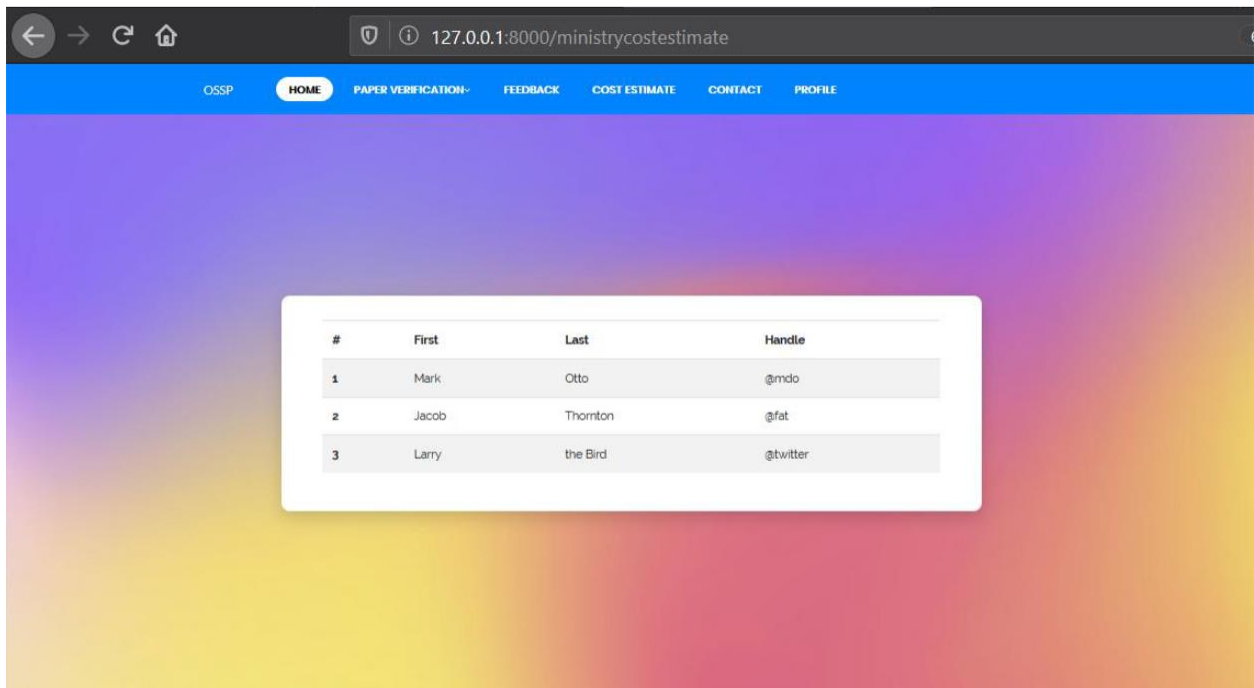 127.0.0.1:8000/ministrycostestimate
OSSP HOME PAPER VERIFICATION FEEDBACK COST ESTIMATE CONTACT PROFILE
# First Last Handle
1 Mark Otto @mdo
2 Jacob Thornton @fat
3 Larry the Bird @twitter